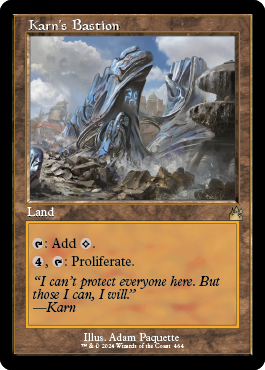 Karn's Bastion
Land
: Add .
4, : Proliferate.
“I can't protect everyone here. But
those I can, I will.”
—Karn
Illus. Adam Paquette
™ & © 2024 Wizards of the Coast 464